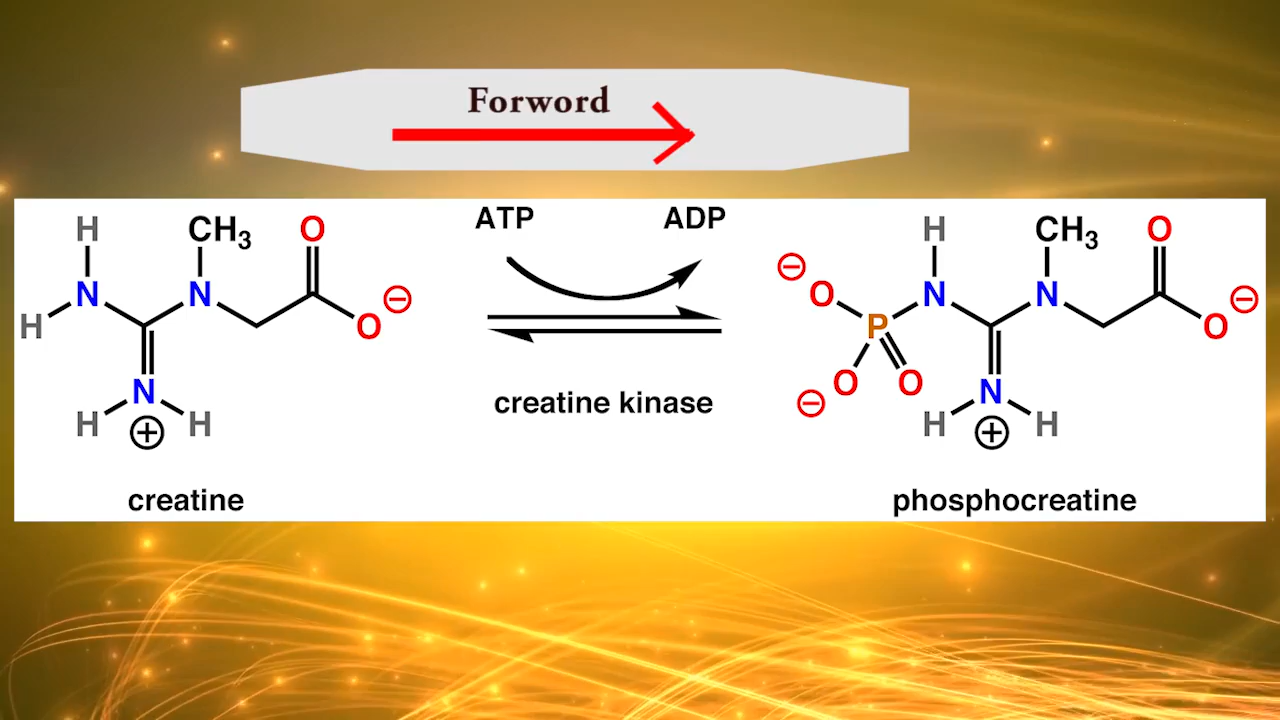 Forword
ATP ADP
H CH3 O
H N N O ⊖
N
H ⊕ H
creatine kinase
creatine
H CH3 O
⊖ O N N O ⊖
P
O O N
⊖ H ⊕ H
phosphocreatine